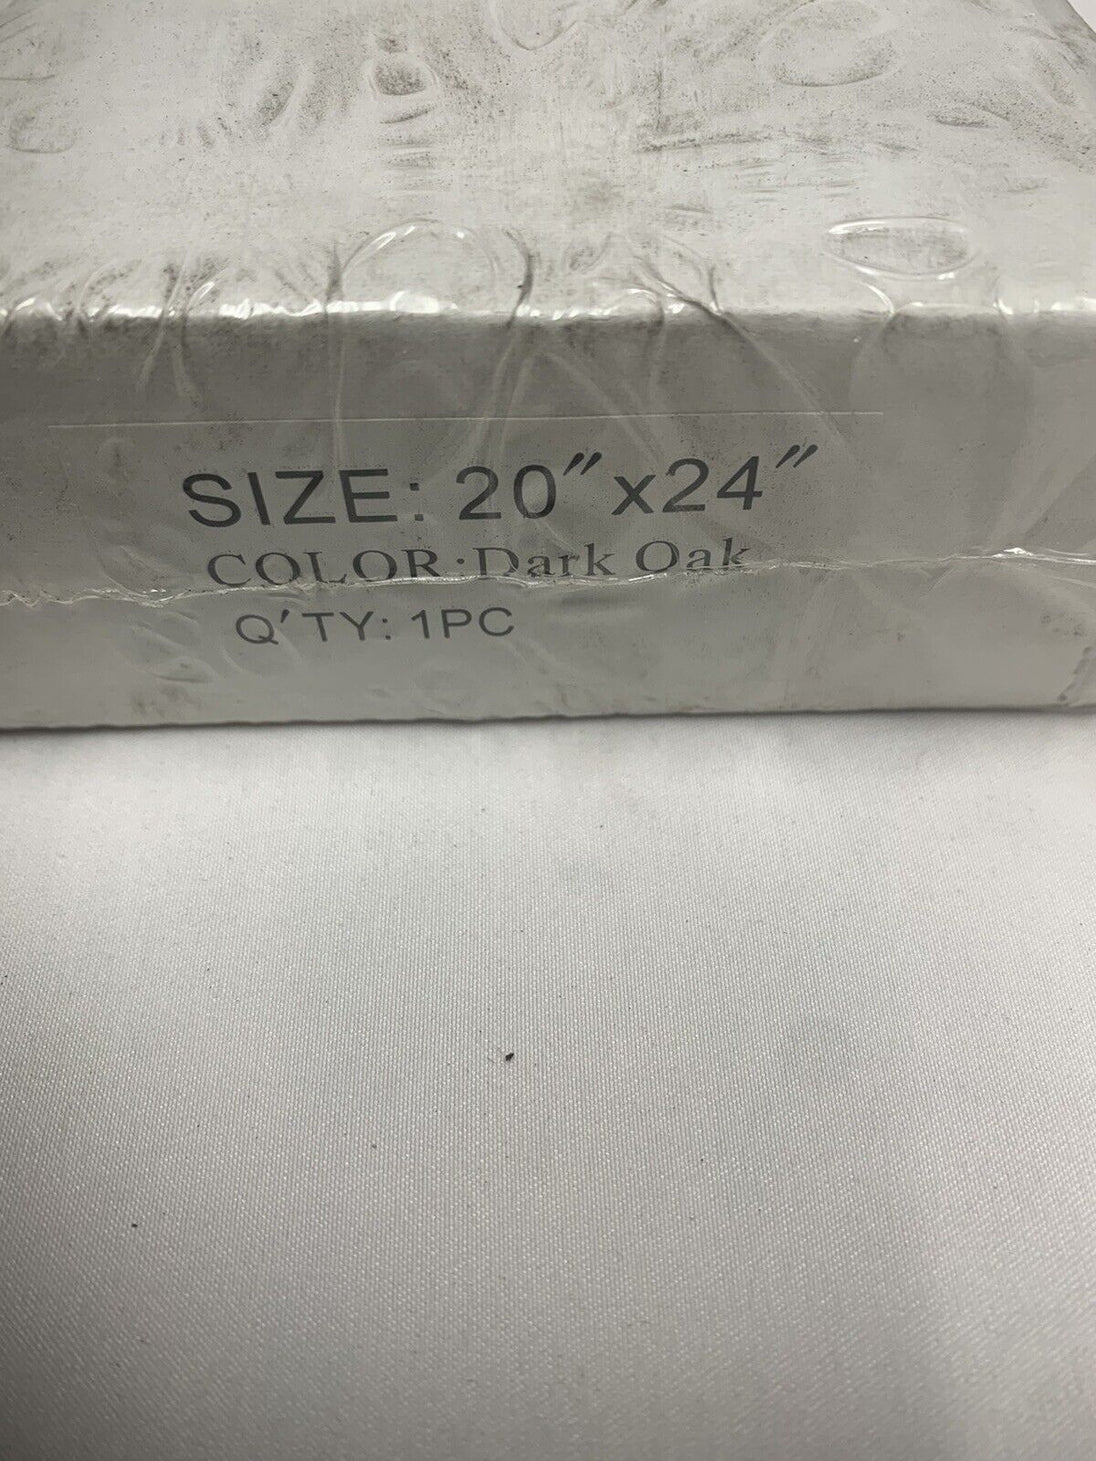 SIZE: 20″x24″
COLOR:Dark Oak
Q′TY: 1PC